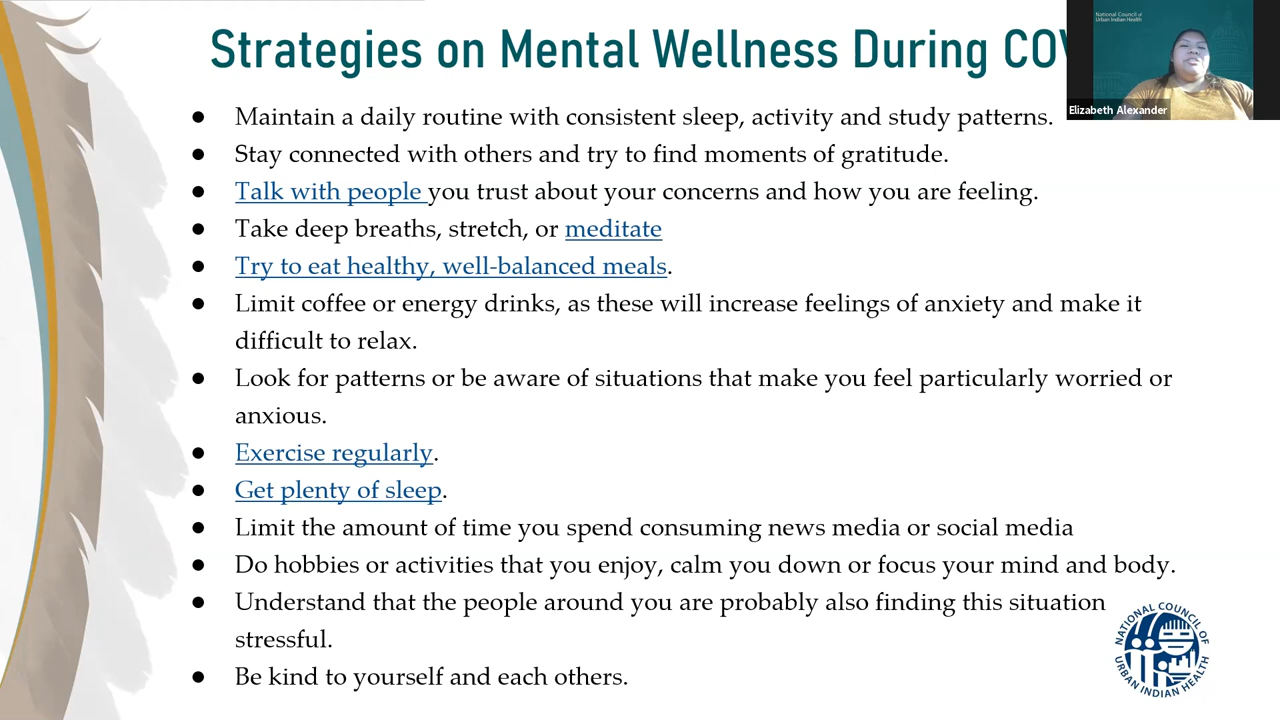 National Council of
Urban Indian Health
Strategies on Mental Wellness During CO
Elizabeth Alexander
● Maintain a daily routine with consistent sleep, activity and study patterns.
● Stay connected with others and try to find moments of gratitude.
● Talk with people you trust about your concerns and how you are feeling.
● Take deep breaths, stretch, or meditate
● Try to eat healthy, well-balanced meals.
● Limit coffee or energy drinks, as these will increase feelings of anxiety and make it
difficult to relax.
● Look for patterns or be aware of situations that make you feel particularly worried or
anxious.
● Exercise regularly.
● Get plenty of sleep.
● Limit the amount of time you spend consuming news media or social media
● Do hobbies or activities that you enjoy, calm you down or focus your mind and body.
● Understand that the people around you are probably also finding this situation
stressful.
● Be kind to yourself and each others.
NATIONAL COUNCIL OF
URBAN INDIAN HEALTH